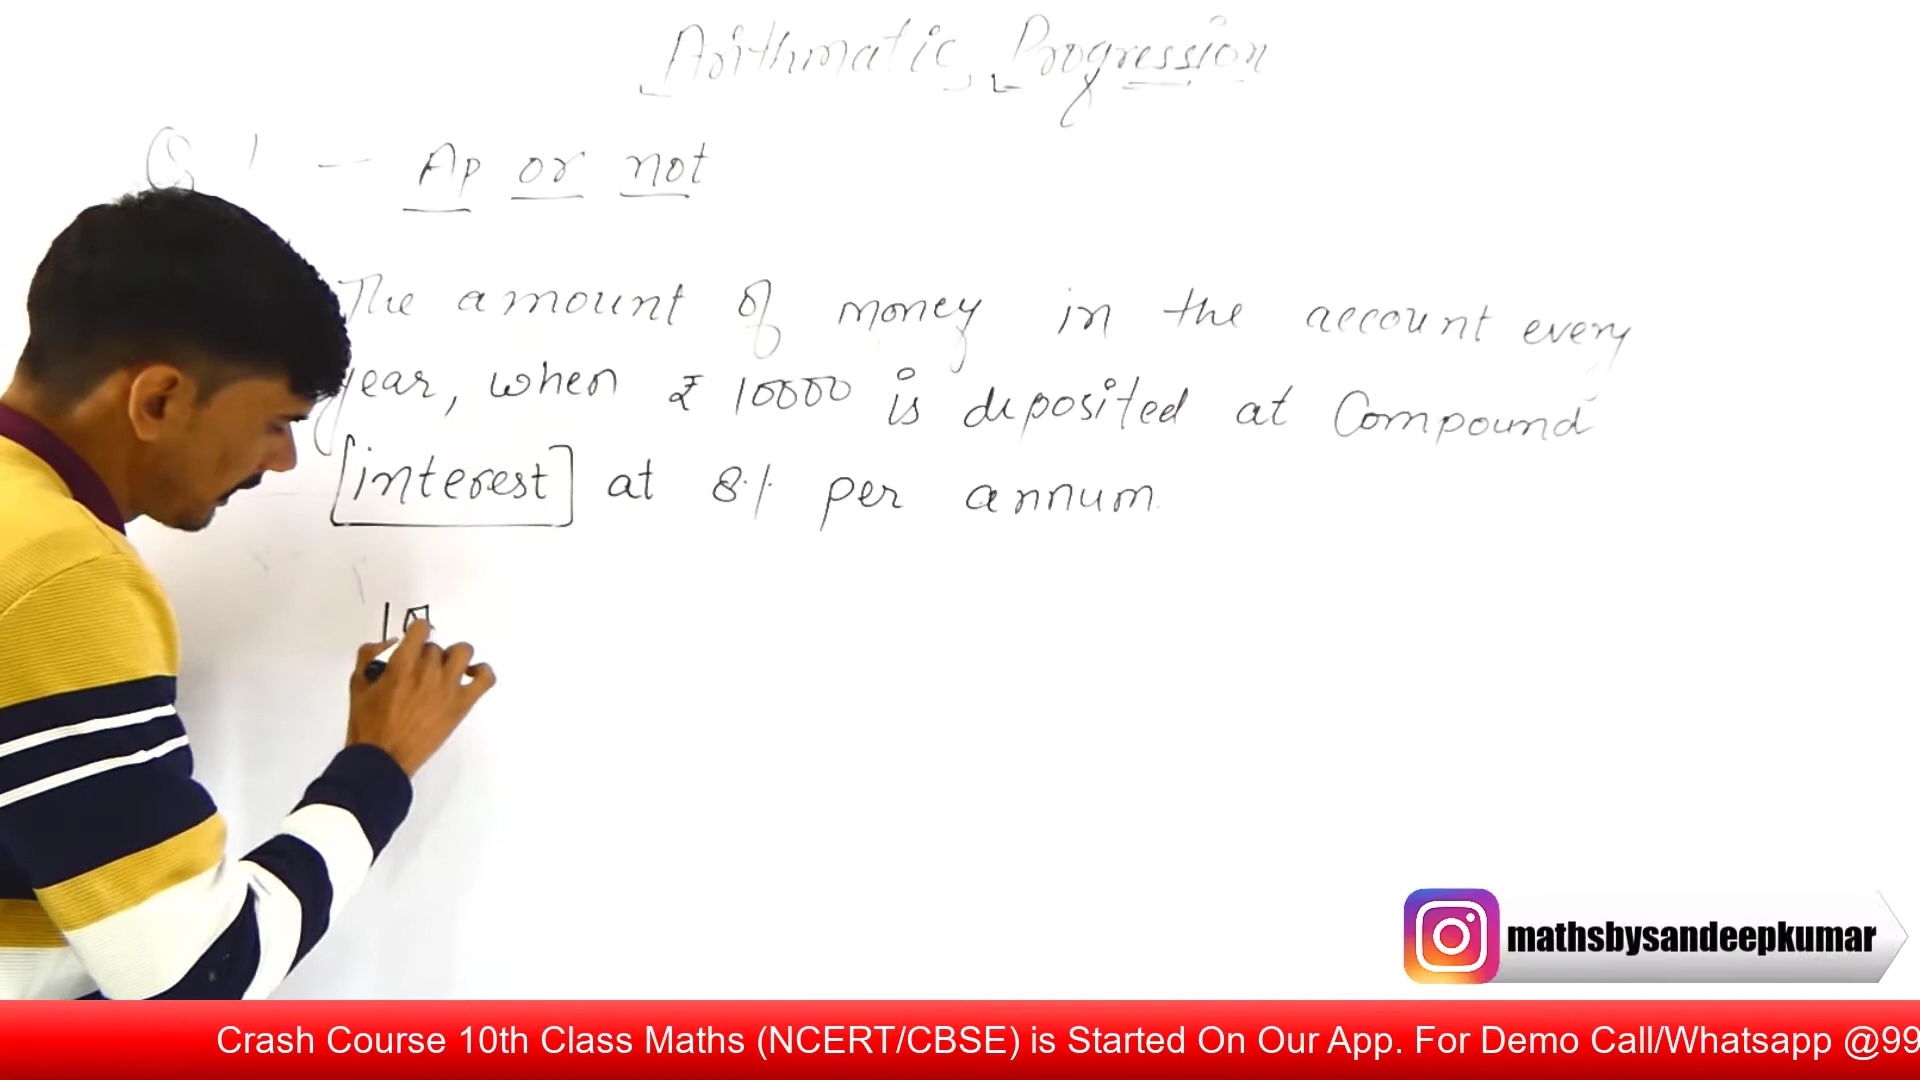 Arithmatic Progression
Q 1 - Ap or not
The amount of money in the account every
year, when ₹ 10000 is deposited at Compound
interest at 8% per annum.
10
mathsbysandeepkumar
Crash Course 10th Class Maths (NCERT/CBSE) is Started On Our App. For Demo Call/Whatsapp @99